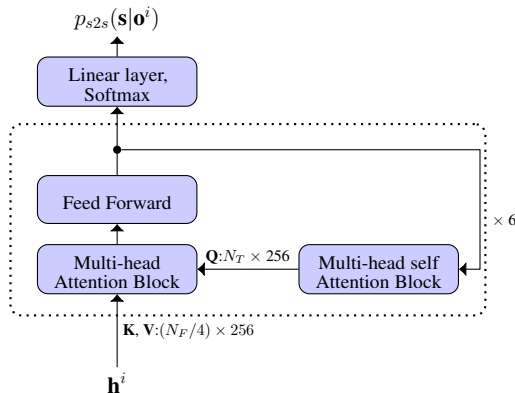 p_{s2s}(𝐬|𝐨^i)
Linear layer,
Softmax
Feed Forward
× 6
Multi-head
Attention Block
𝐐:N_T × 256
Multi-head self
Attention Block
𝐊, 𝐕:(N_F/4) × 256
𝐡^i